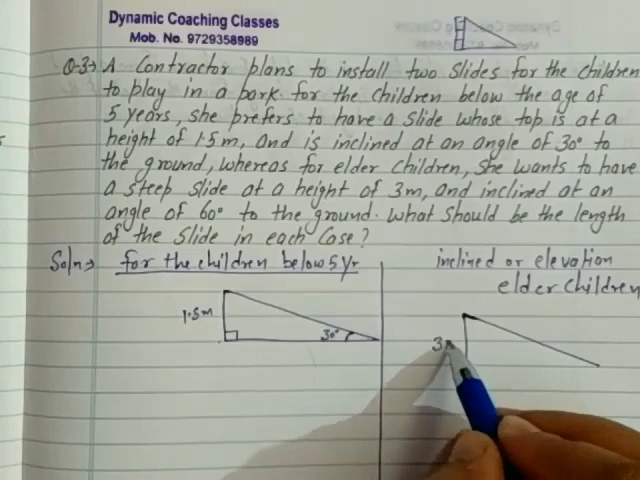 Dynamic Coaching Classes
Mob. No. 9729358989
Q-3→ A Contractor plans to install two slides for the children
to play in a park. for the children below the age of
5 years, she prefers to have a slide whose top is at a
height of 1.5m, and is inclined at an angle of 30° to
the ground, whereas for elder children, she wants to have
a steep slide at a height of 3m, and inclined at an
angle of 60° to the ground. what should be the length
of the slide in each case?
Soln→ for the children below 5 yr
inclined or elevation
elder children
1.5m
30°
3